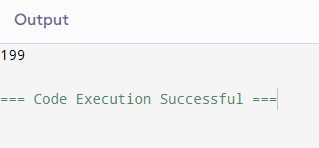 Output
199
=== Code Execution Successful ===